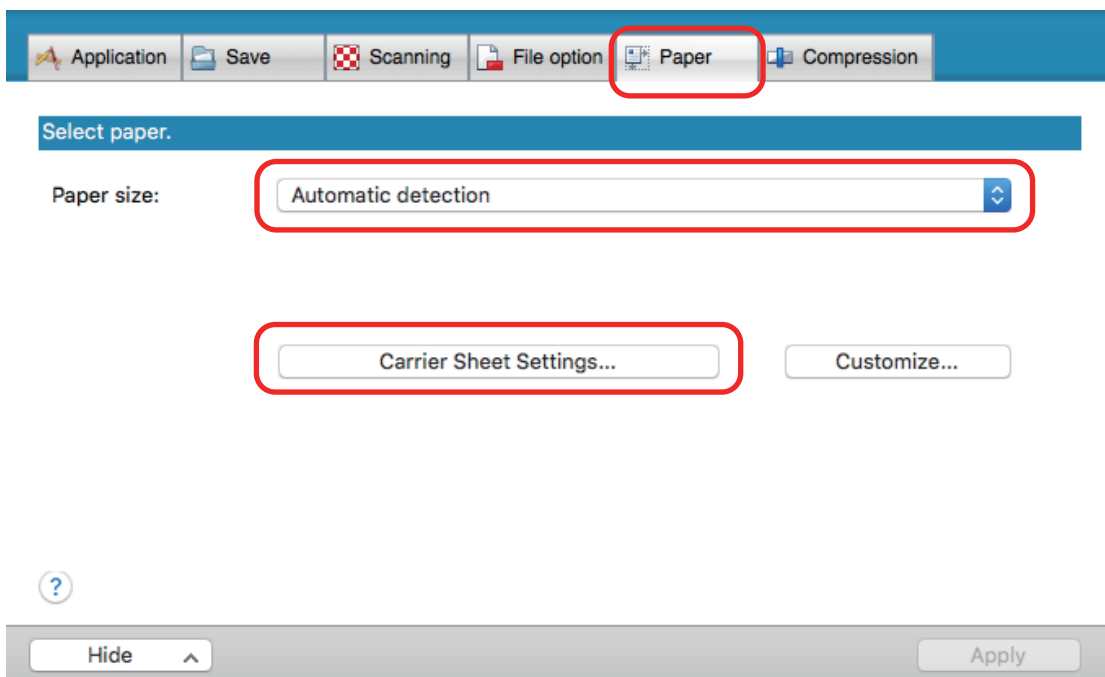 Application Save Scanning File option Paper Compression
Select paper.
Paper size: Automatic detection
Carrier Sheet Settings... Customize...
?
Hide Apply